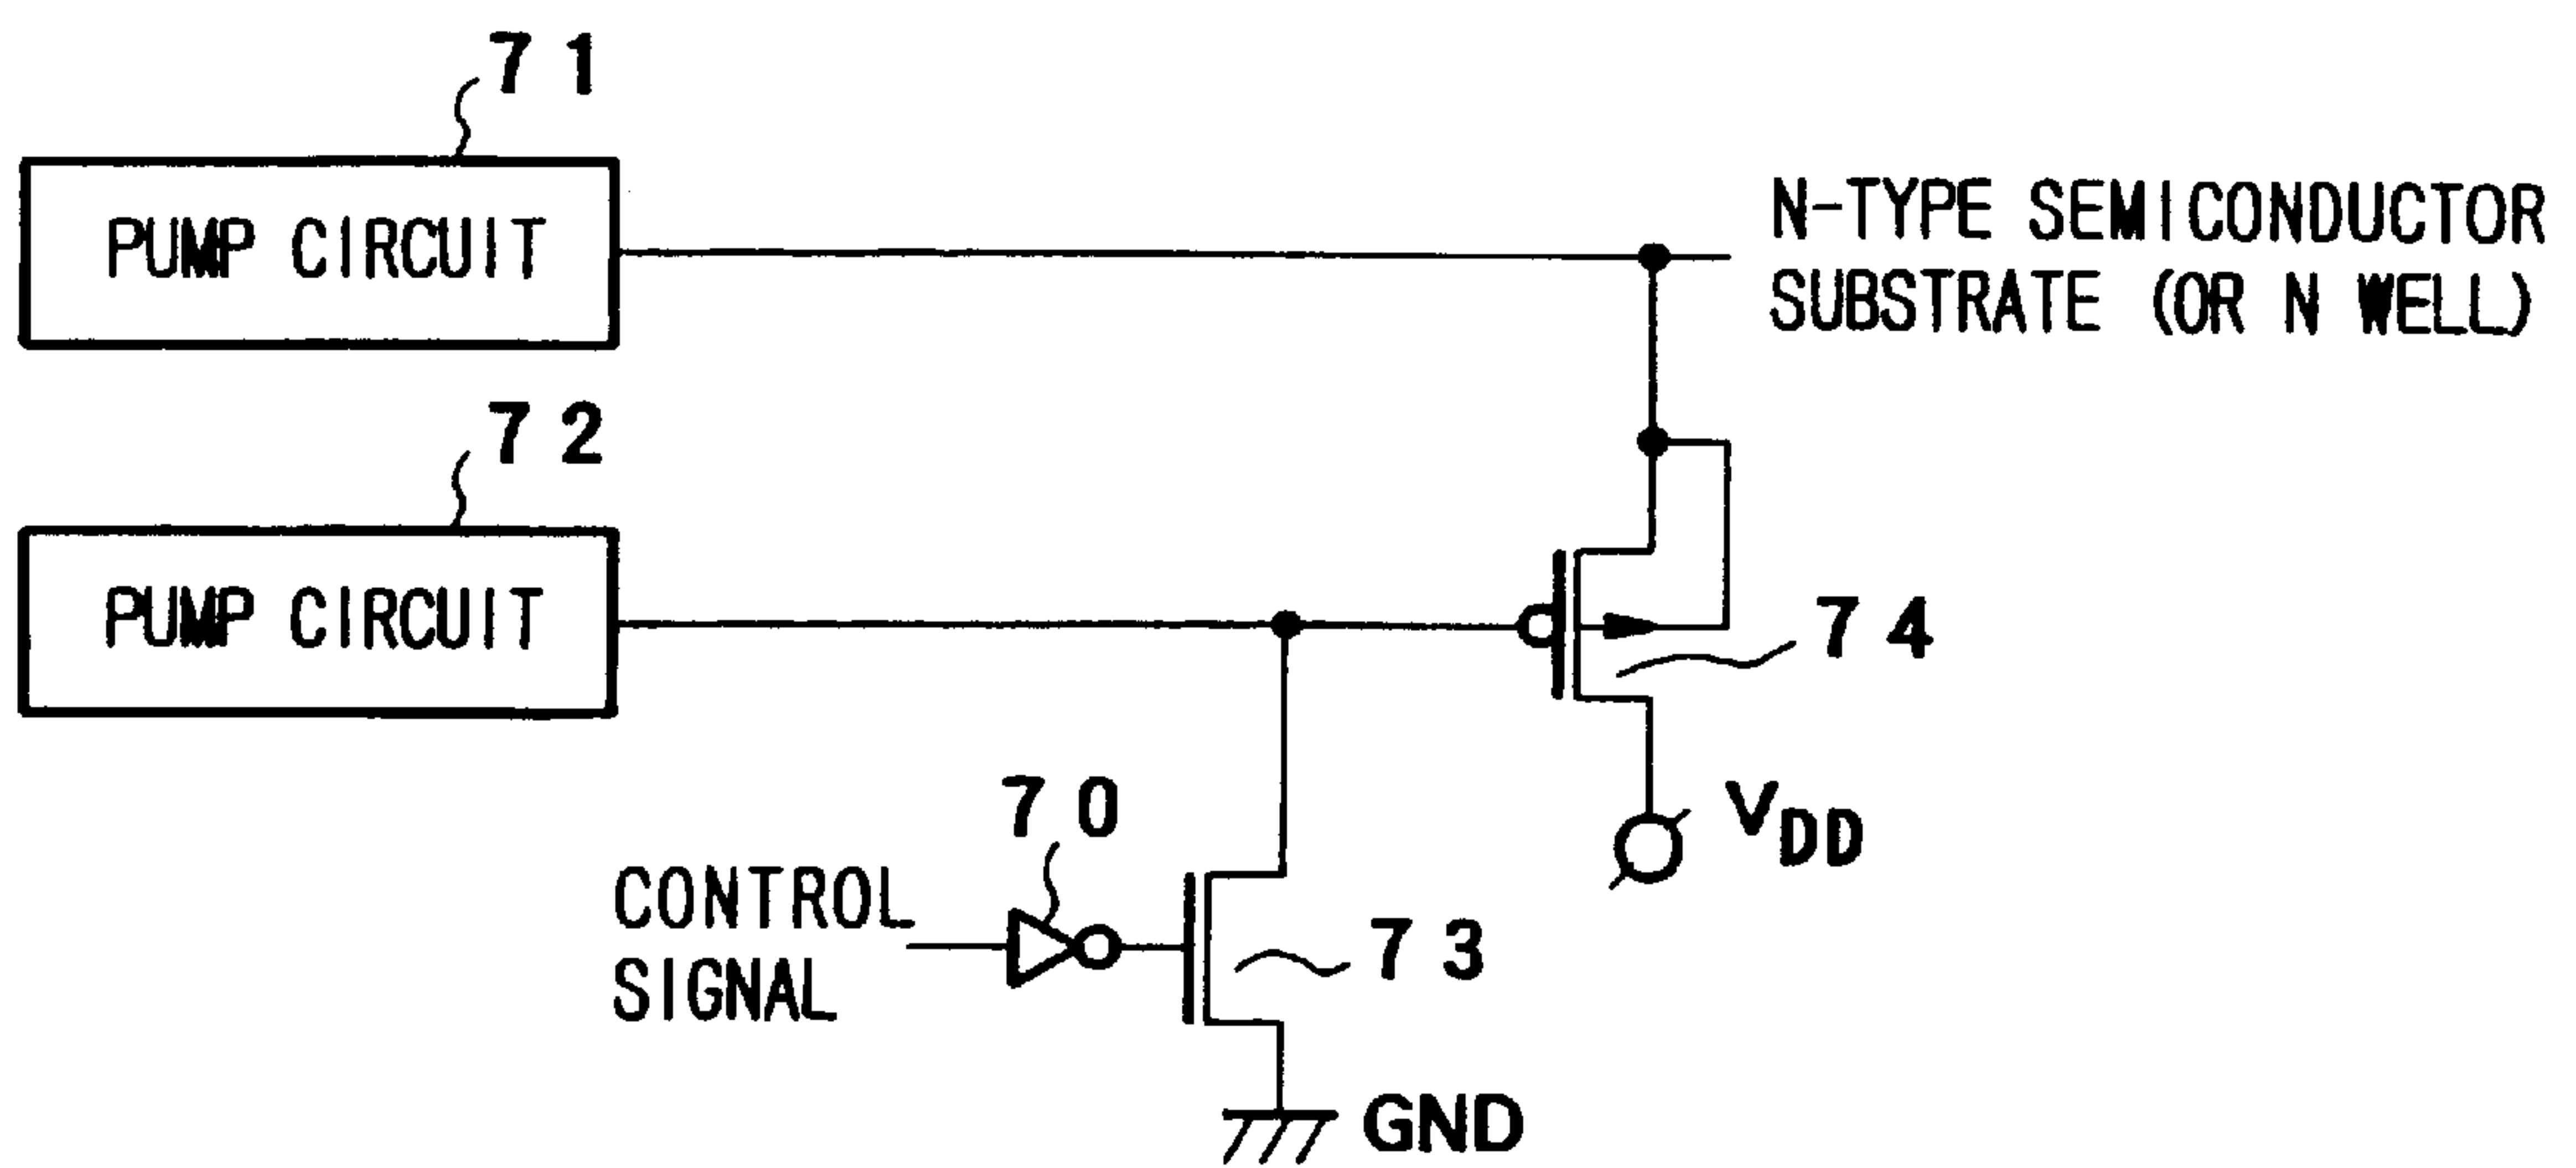 71
PUMP CIRCUIT
N-TYPE SEMICONDUCTOR
SUBSTRATE (OR N WELL)
72
PUMP CIRCUIT
74
70
VDD
CONTROL
SIGNAL
73
GND